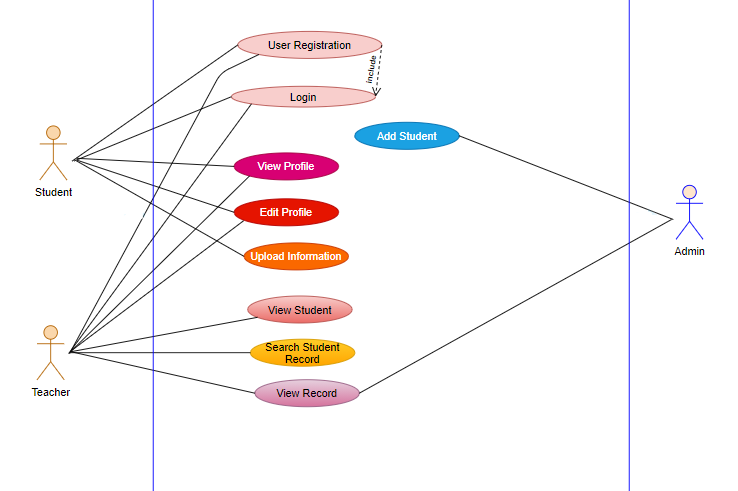 User Registration
include
Login
Add Student
View Profile
Student
Edit Profile
Upload Information
Admin
View Student
Search Student
Record
Teacher
View Record